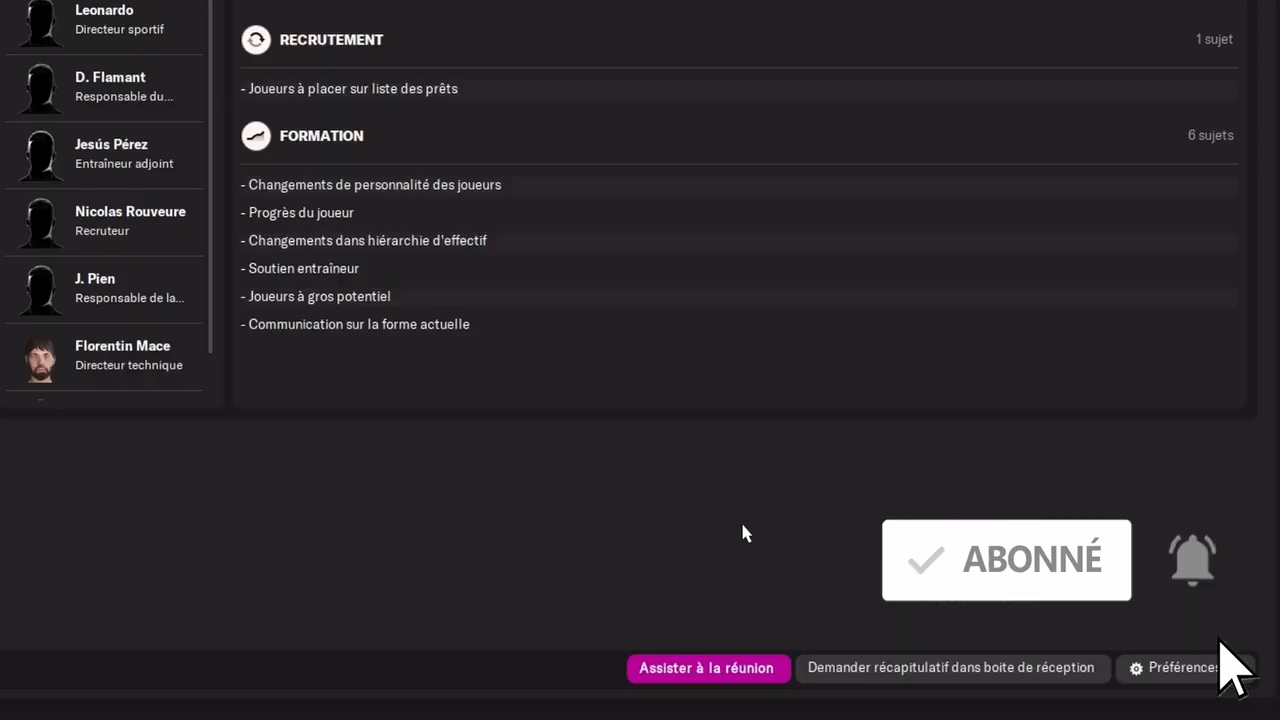 Leonardo
Directeur sportif
D. Flamant
Responsable du...
Jesús Pérez
Entraîneur adjoint
Nicolas Rouveure
Recruteur
J. Pien
Responsable de la...
Florentin Mace
Directeur technique
RECRUTEMENT
1 sujet
- Joueurs à placer sur liste des prêts
FORMATION
6 sujets
- Changements de personnalité des joueurs
- Progrès du joueur
- Changements dans hiérarchie d'effectif
- Soutien entraîneur
- Joueurs à gros potentiel
- Communication sur la forme actuelle
ABONNÉ
Assister à la réunion
Demander récapitulatif dans boite de réception
Préférences